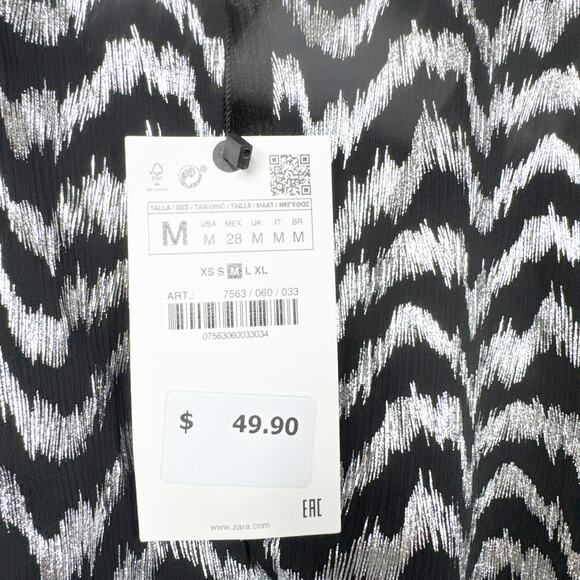 FSC
TALLA / SIZE / TAMANHO / TAILLE / MAAT / ΜΕΓΕΘΟΣ
M
USA MEX UK IT BR
M 28 M M M
XS S M L XL
ART.: 7563 / 060 / 033
07563060033034
$ 49.90
EAC
www.zara.com